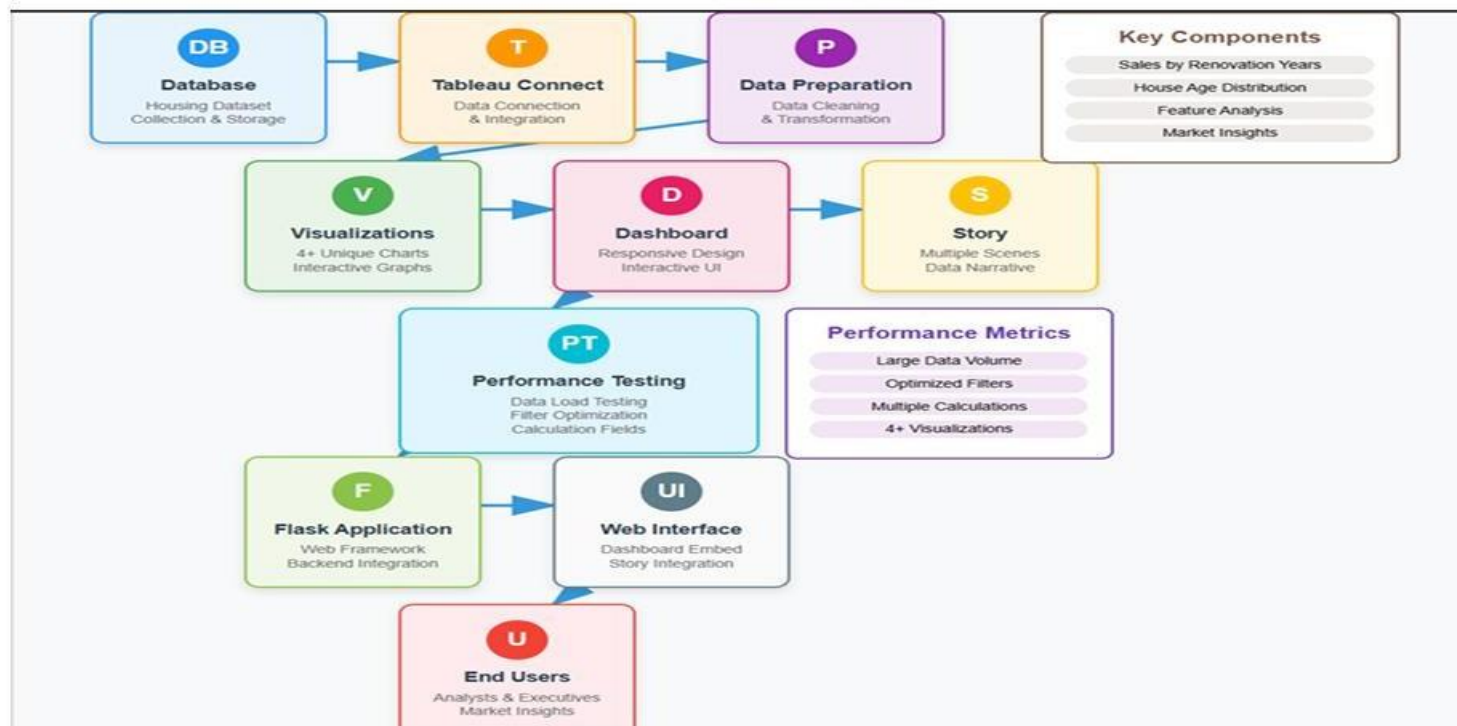 DB
Database
Housing Dataset
Collection & Storage
T
Tableau Connect
Data Connection
& Integration
P
Data Preparation
Data Cleaning
& Transformation
Key Components
Sales by Renovation Years
House Age Distribution
Feature Analysis
Market Insights
V
Visualizations
4+ Unique Charts
Interactive Graphs
D
Dashboard
Responsive Design
Interactive UI
S
Story
Multiple Scenes
Data Narrative
PT
Performance Testing
Data Load Testing
Filter Optimization
Calculation Fields
Performance Metrics
Large Data Volume
Optimized Filters
Multiple Calculations
4+ Visualizations
F
Flask Application
Web Framework
Backend Integration
UI
Web Interface
Dashboard Embed
Story Integration
U
End Users
Analysts & Executives
Market Insights